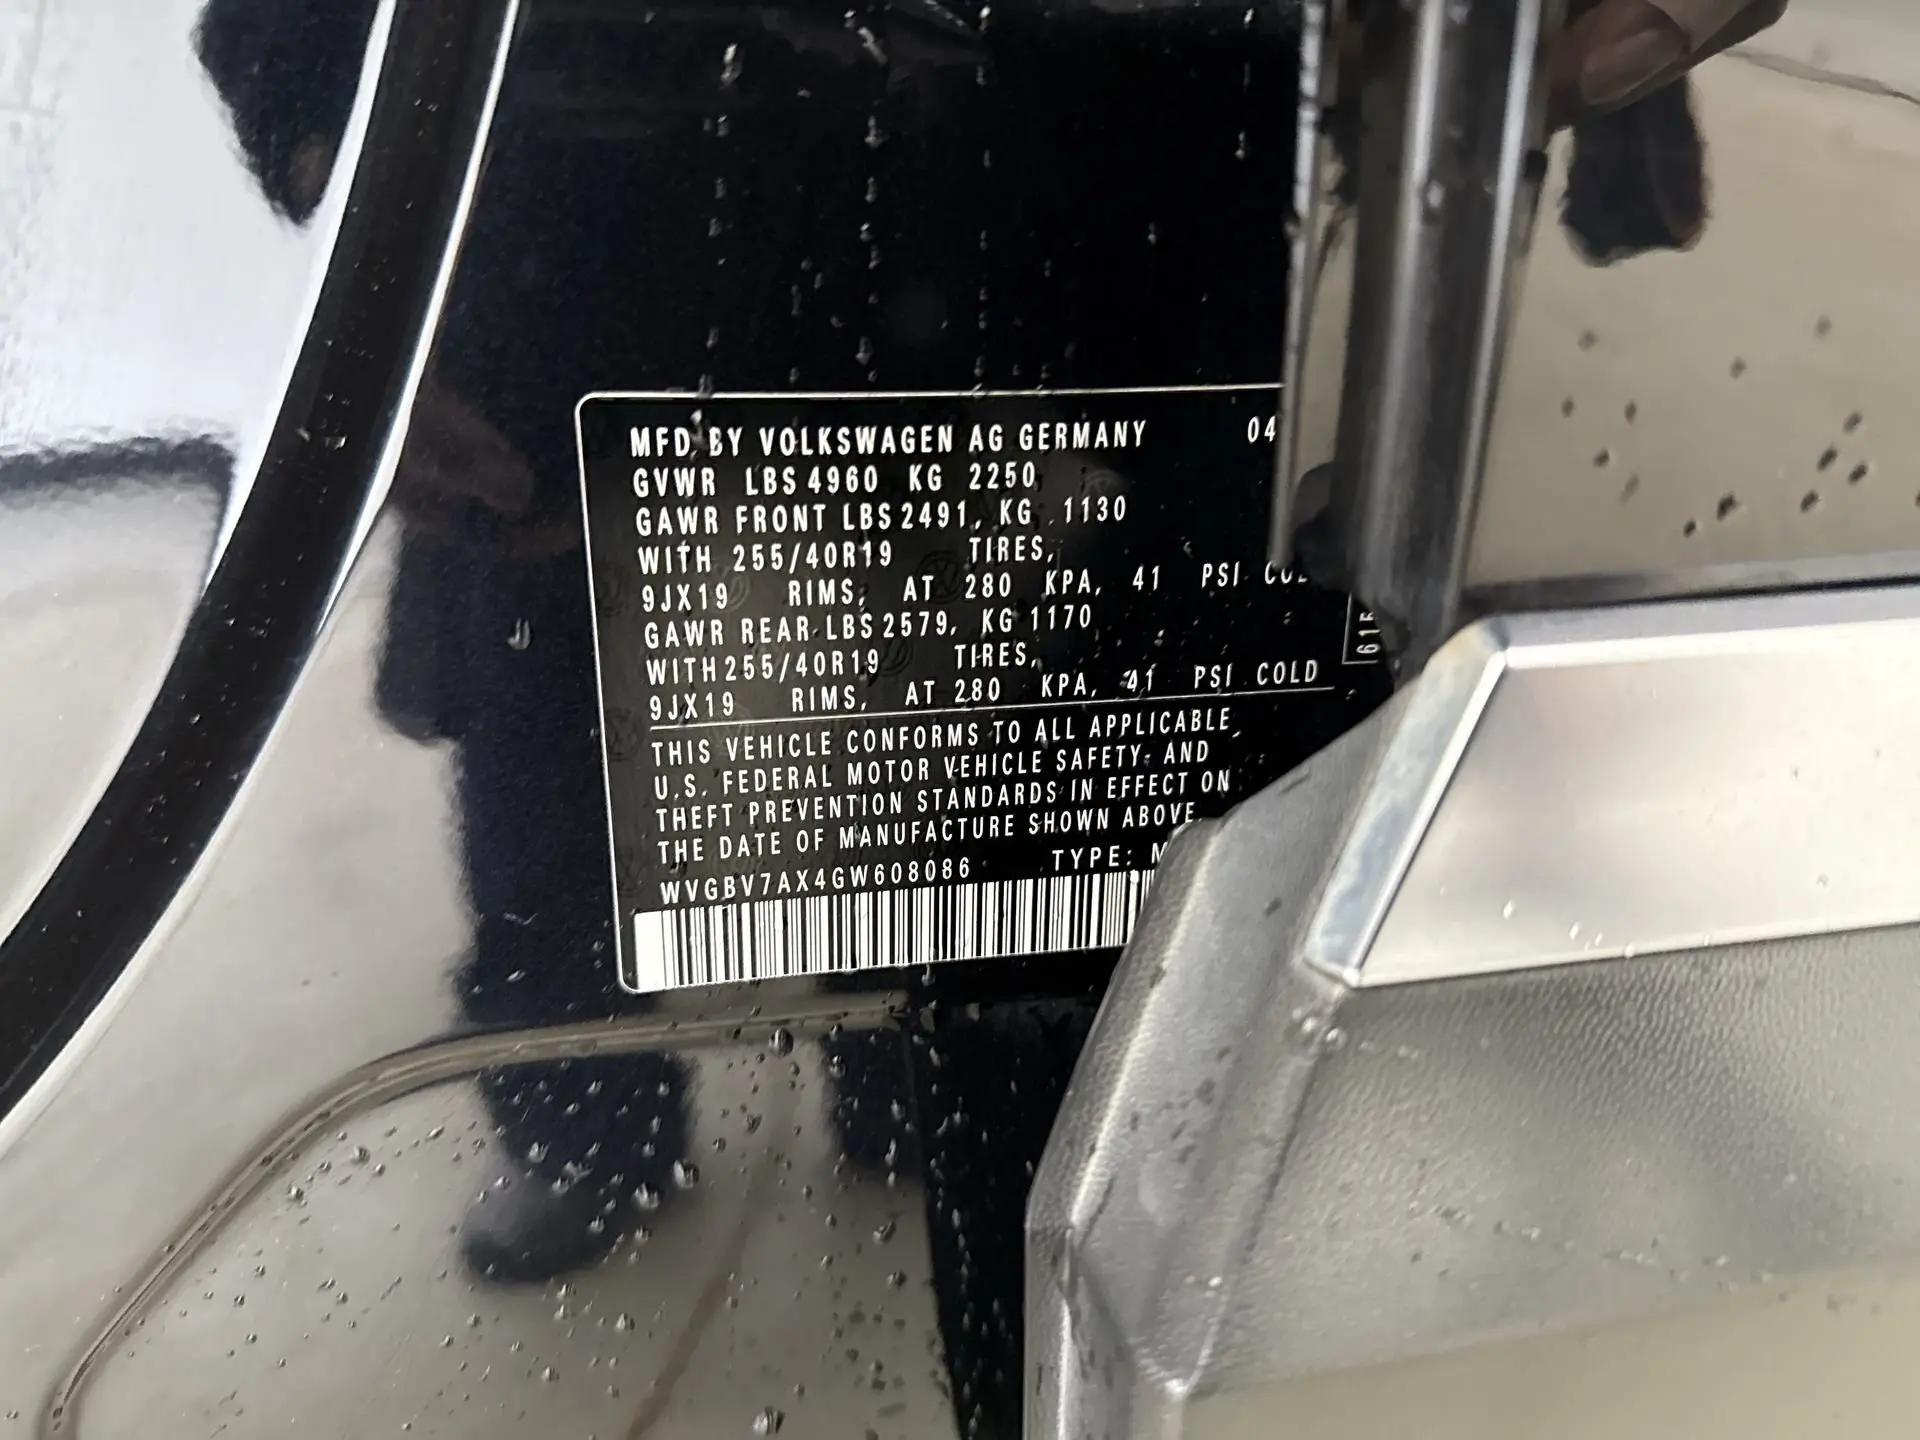 MFD BY VOLKSWAGEN AG GERMANY 04
GVWR LBS 4960 KG 2250
GAWR FRONT LBS 2491, KG 1130
WITH 255/40R19 TIRES,
9JX19 RIMS, AT 280 KPA, 41 PSI
GAWR REAR LBS 2579, KG 1170
WITH 255/40R19 TIRES,
9JX19 RIMS, AT 280 KPA, 41 PSI COLD
THIS VEHICLE CONFORMS TO ALL APPLICABLE
U.S. FEDERAL MOTOR VEHICLE SAFETY AND
THEFT PREVENTION STANDARDS IN EFFECT ON
THE DATE OF MANUFACTURE SHOWN ABOVE.
WVGBV7AX4GW608086 TYPE: M